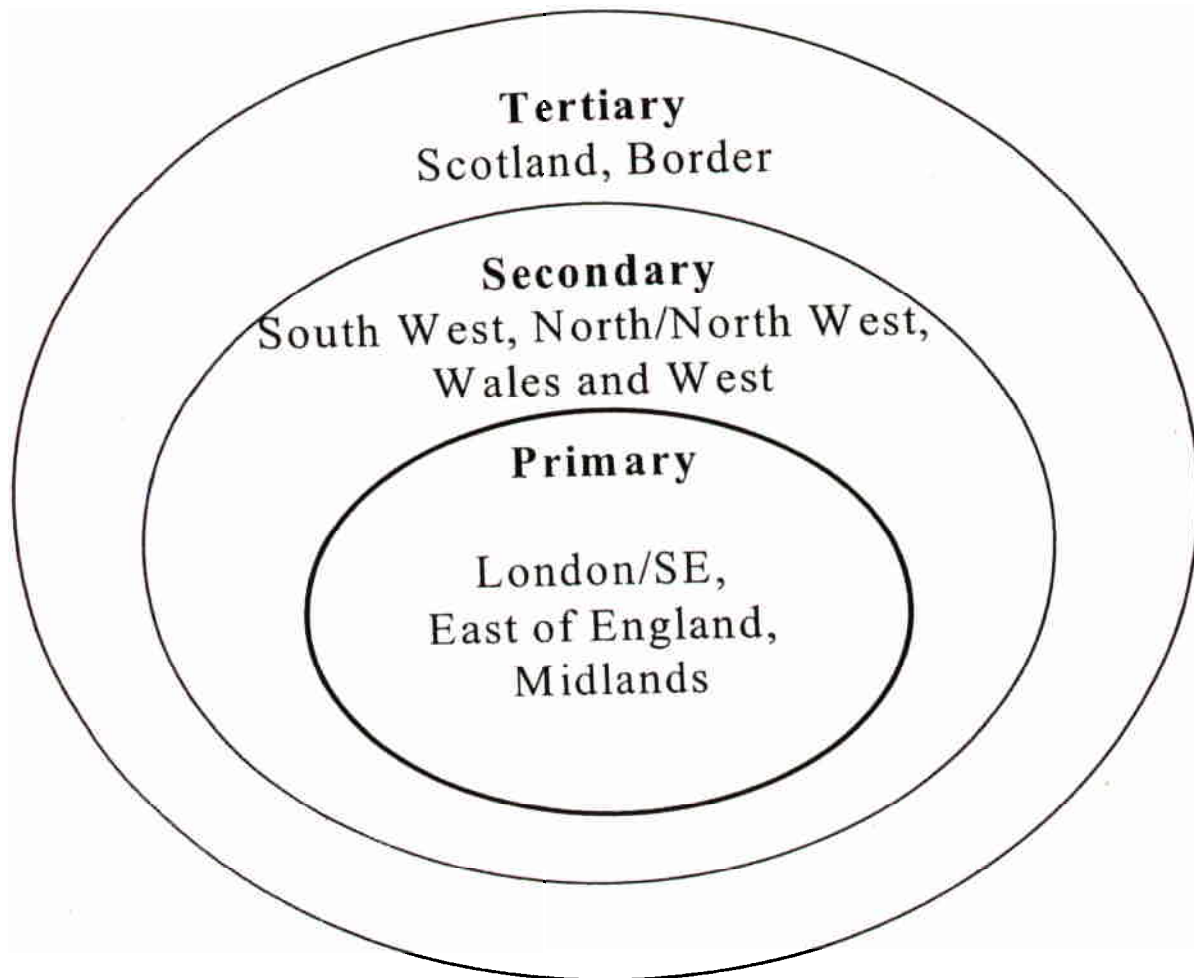 Tertiary
Scotland, Border
Secondary
South West, North/North West,
Wales and West
Primary
London/SE,
East of England,
Midlands